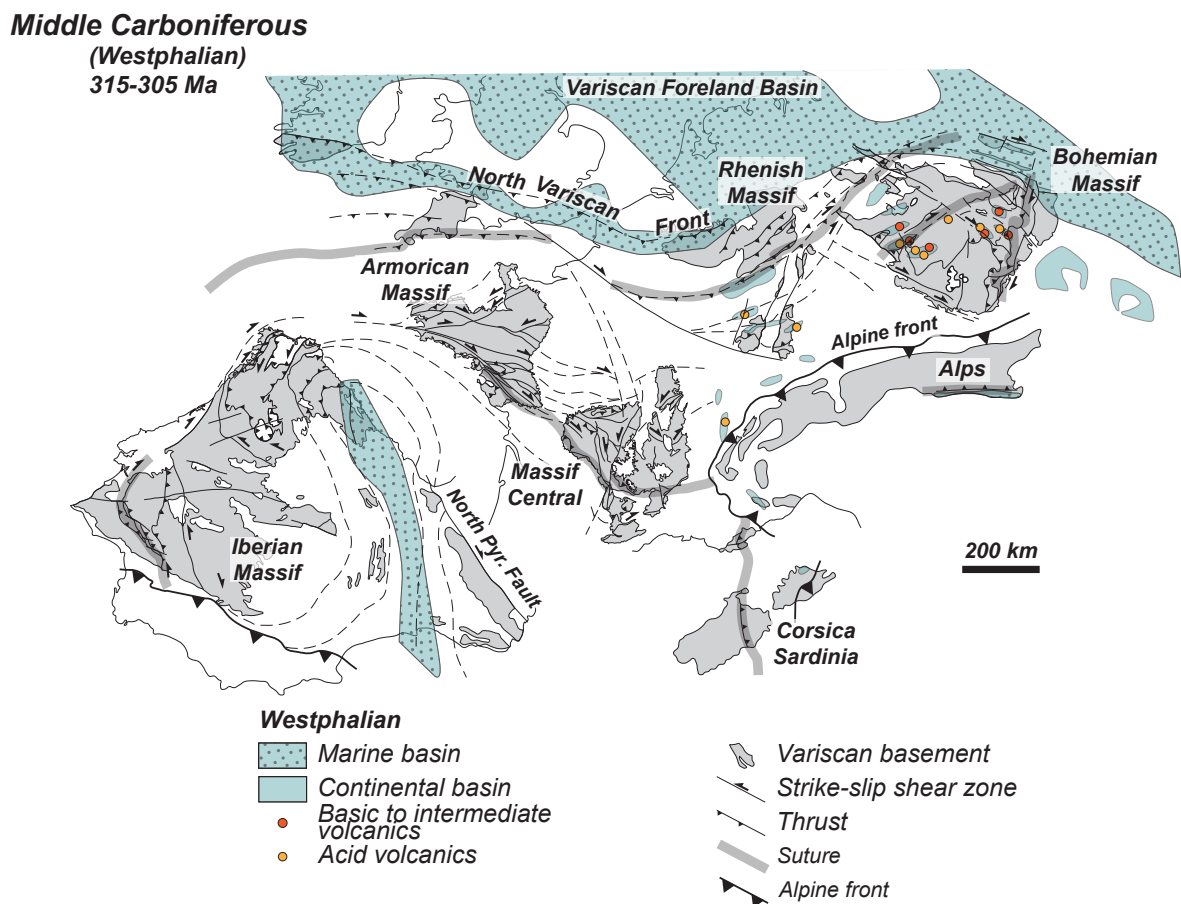 Middle Carboniferous
(Westphalian)
315-305 Ma
Variscan Foreland Basin
Bohemian
Massif
Rhenish
Massif
North Variscan
Front
Armorican
Massif
Alpine front
Alps
Massif
Central
North Pyr. Fault
Iberian
Massif
200 km
Corsica
Sardinia
Westphalian
Marine basin
Continental basin
Basic to intermediate
volcanics
Acid volcanics
Variscan basement
Strike-slip shear zone
Thrust
Suture
Alpine front